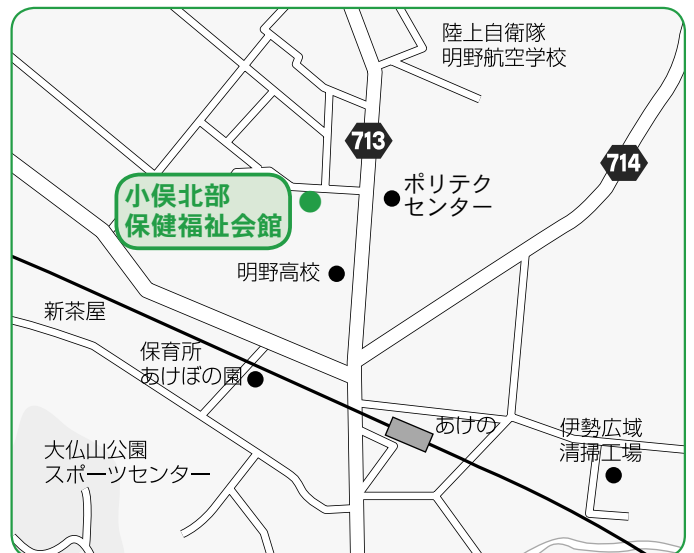 陸上自衛隊
明野航空学校
713
714
ポリテク
センター
小俣北部
保健福祉会館
明野高校
新茶屋
保育所
あけぼの園
あけの
伊勢広域
清掃工場
大仏山公園
スポーツセンター